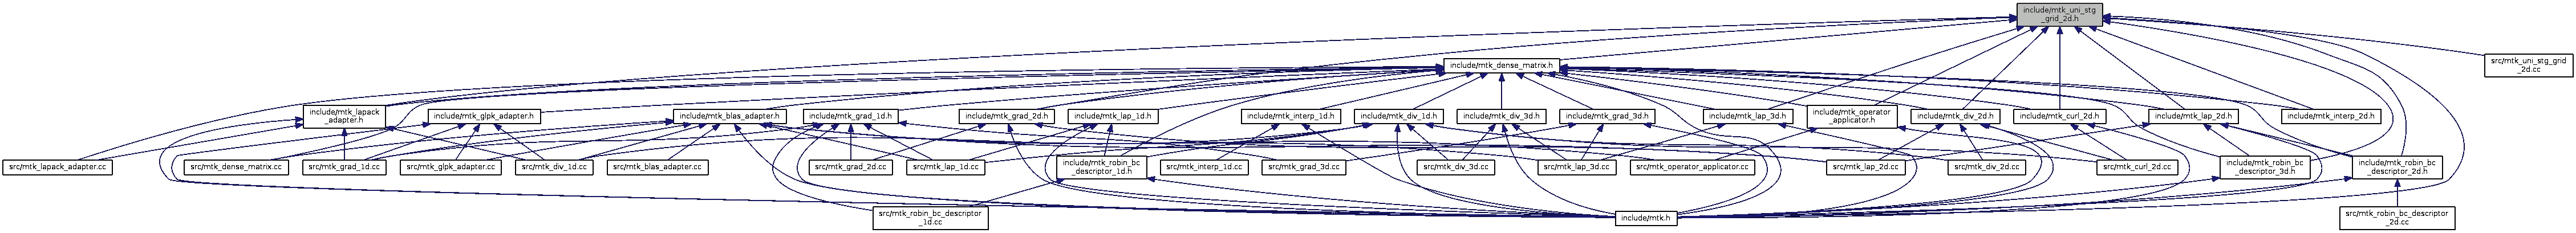 include/mtk_uni_stg
_grid_2d.h
src/mtk_uni_stg_grid
_2d.cc
include/mtk_dense_matrix.h
include/mtk_lapack
_adapter.h
include/mtk_glpk_adapter.h
include/mtk_blas_adapter.h
include/mtk_grad_1d.h
include/mtk_grad_2d.h
include/mtk_lap_1d.h
include/mtk_interp_1d.h
include/mtk_div_1d.h
include/mtk_div_3d.h
include/mtk_grad_3d.h
include/mtk_lap_3d.h
include/mtk_operator
_applicator.h
include/mtk_div_2d.h
include/mtk_curl_2d.h
include/mtk_lap_2d.h
include/mtk_interp_2d.h
src/mtk_lapack_adapter.cc
src/mtk_dense_matrix.cc
src/mtk_grad_1d.cc
src/mtk_glpk_adapter.cc
src/mtk_div_1d.cc
src/mtk_blas_adapter.cc
src/mtk_grad_2d.cc
src/mtk_lap_1d.cc
include/mtk_robin_bc
_descriptor_1d.h
src/mtk_interp_1d.cc
src/mtk_grad_3d.cc
src/mtk_div_3d.cc
src/mtk_lap_3d.cc
src/mtk_operator_applicator.cc
src/mtk_lap_2d.cc
src/mtk_div_2d.cc
src/mtk_curl_2d.cc
include/mtk_robin_bc
_descriptor_3d.h
include/mtk_robin_bc
_descriptor_2d.h
src/mtk_robin_bc_descriptor
_1d.cc
include/mtk.h
src/mtk_robin_bc_descriptor
_2d.cc